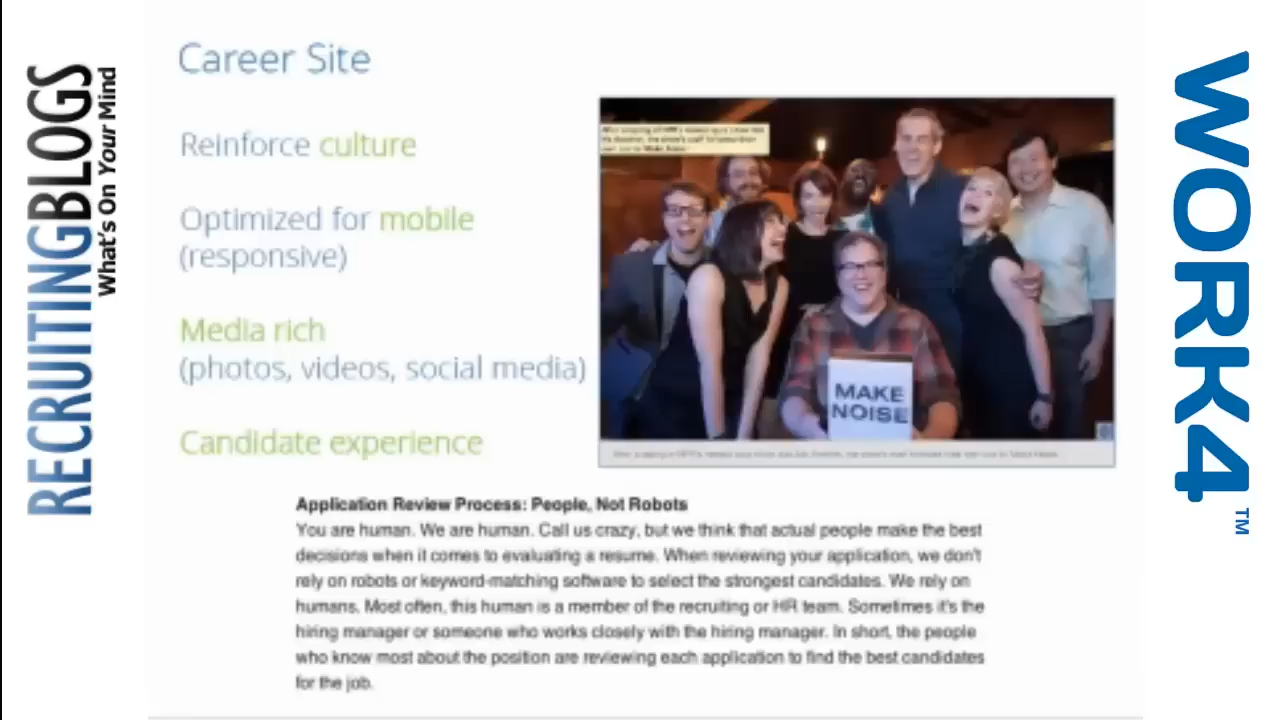 RECRUITINGBLOGS
What's On Your Mind
Career Site
Reinforce culture
Optimized for mobile
(responsive)
Media rich
(photos, videos, social media)
Candidate experience
MAKE
NOISE
Application Review Process: People, Not Robots
You are human. We are human. Call us crazy, but we think that actual people make the best
decisions when it comes to evaluating a resume. When reviewing your application, we don't
rely on robots or keyword-matching software to select the strongest candidates. We rely on
humans. Most often, this human is a member of the recruiting or HR team. Sometimes it's the
hiring manager or someone who works closely with the hiring manager. In short, the people
who know most about the position are reviewing each application to find the best candidates
for the job.
WORK4™